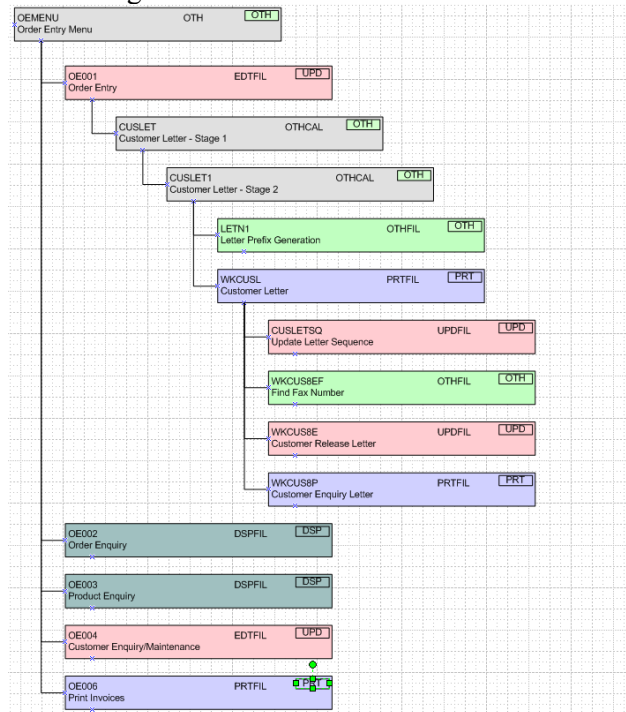 OEMENU OTH OTH
Order Entry Menu
OE001 EDTFIL UPD
Order Entry
CUSLET OTHCAL OTH
Customer Letter - Stage 1
CUSLET1 OTHCAL OTH
Customer Letter - Stage 2
LETN1 OTHFIL OTH
Letter Prefix Generation
WKCUSL PRTFIL PRT
Customer Letter
CUSLETSQ UPDFIL UPD
Update Letter Sequence
WKCUS8EF OTHFIL OTH
Find Fax Number
WKCUS8E UPDFIL UPD
Customer Release Letter
WKCUS8P PRTFIL PRT
Customer Enquiry Letter
OE002 DSPFIL DSP
Order Enquiry
OE003 DSPFIL DSP
Product Enquiry
OE004 EDTFIL UPD
Customer Enquiry/Maintenance
OE006 PRTFIL PRT
Print Invoices